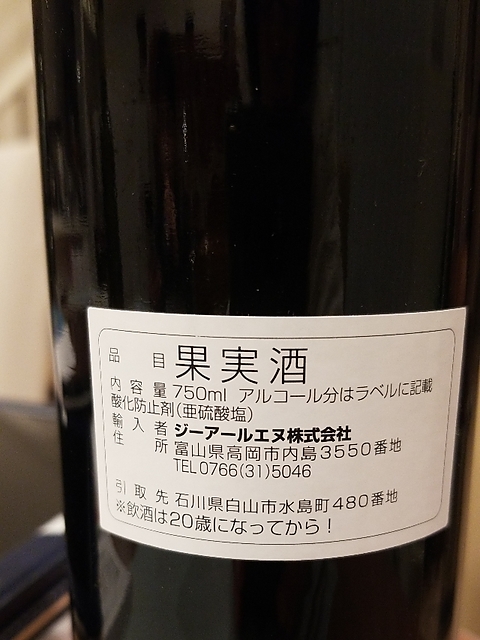 品目 果実酒
内容量 750ml アルコール分はラベルに記載
酸化防止剤(亜硫酸塩)
輸入者 ジーアールエヌ株式会社
住所 富山県高岡市内島3550番地
TEL0766(31)5046
引取先 石川県白山市水島町480番地
※飲酒は20歳になってから!